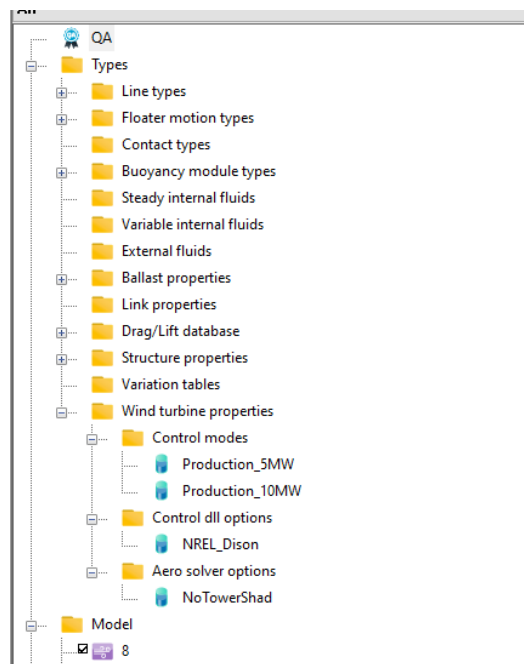 All
QA
Types
Line types
Floater motion types
Contact types
Buoyancy module types
Steady internal fluids
Variable internal fluids
External fluids
Ballast properties
Link properties
Drag/Lift database
Structure properties
Variation tables
Wind turbine properties
Control modes
Production_5MW
Production_10MW
Control dll options
NREL_Dison
Aero solver options
NoTowerShad
Model
8